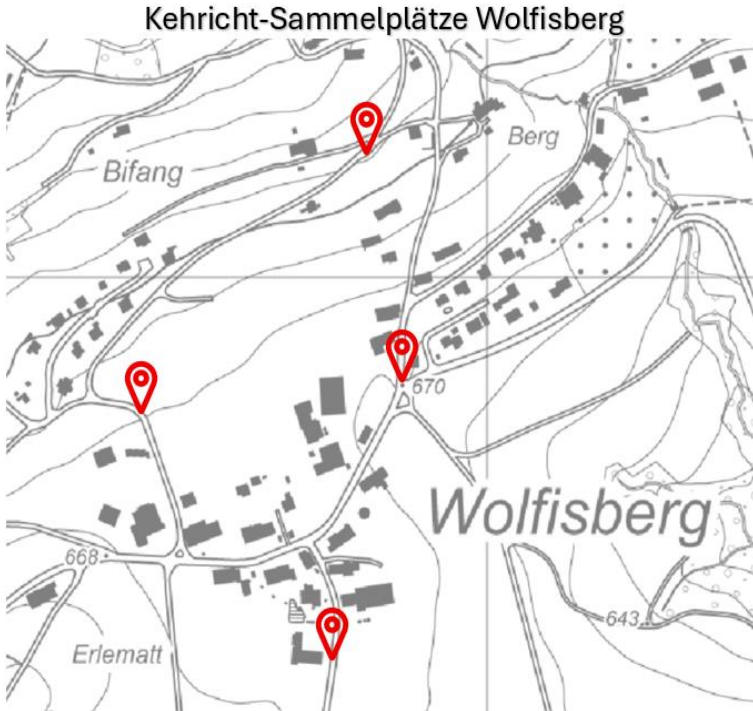 Kehricht-Sammelplätze Wolfisberg
Berg
Bifang
670
Wolfisberg
668
643
Erlematt